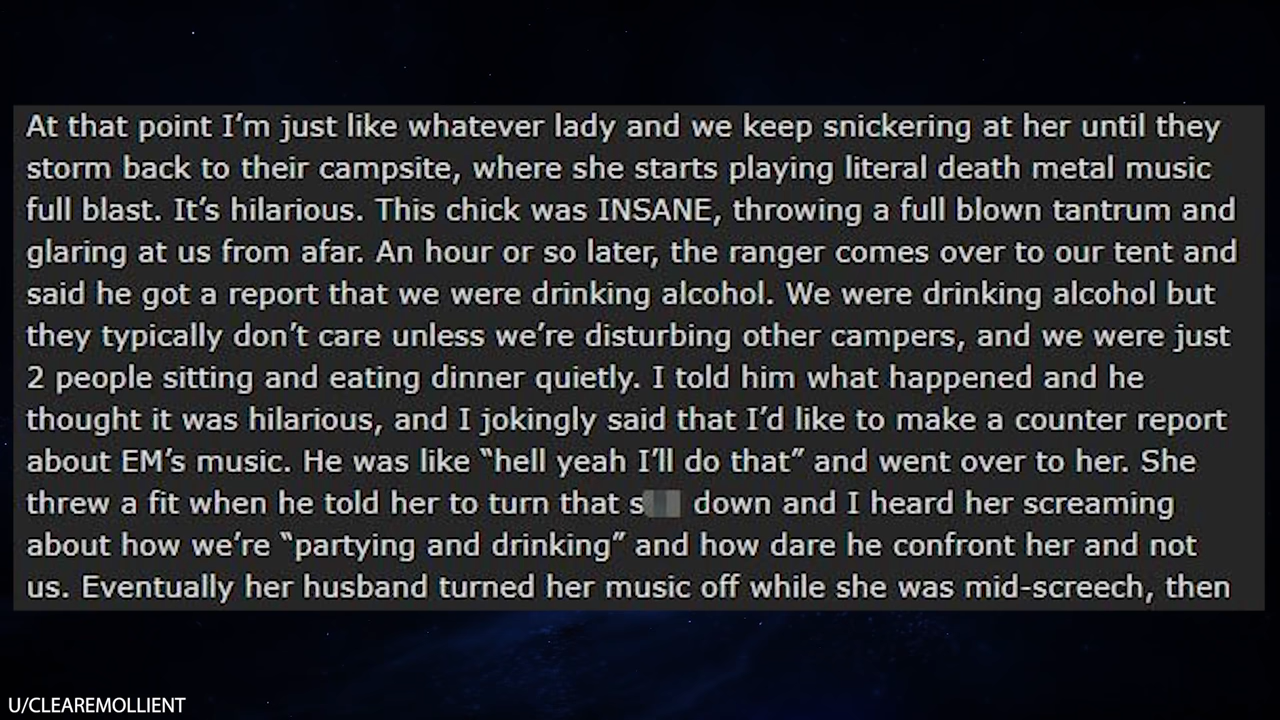 At that point I’m just like whatever lady and we keep snickering at her until they
storm back to their campsite, where she starts playing literal death metal music
full blast. It’s hilarious. This chick was INSANE, throwing a full blown tantrum and
glaring at us from afar. An hour or so later, the ranger comes over to our tent and
said he got a report that we were drinking alcohol. We were drinking alcohol but
they typically don’t care unless we’re disturbing other campers, and we were just
2 people sitting and eating dinner quietly. I told him what happened and he
thought it was hilarious, and I jokingly said that I’d like to make a counter report
about EM’s music. He was like “hell yeah I’ll do that” and went over to her. She
threw a fit when he told her to turn that s down and I heard her screaming
about how we’re “partying and drinking” and how dare he confront her and not
us. Eventually her husband turned her music off while she was mid-screech, then
U/CLEAREMOLLIENT